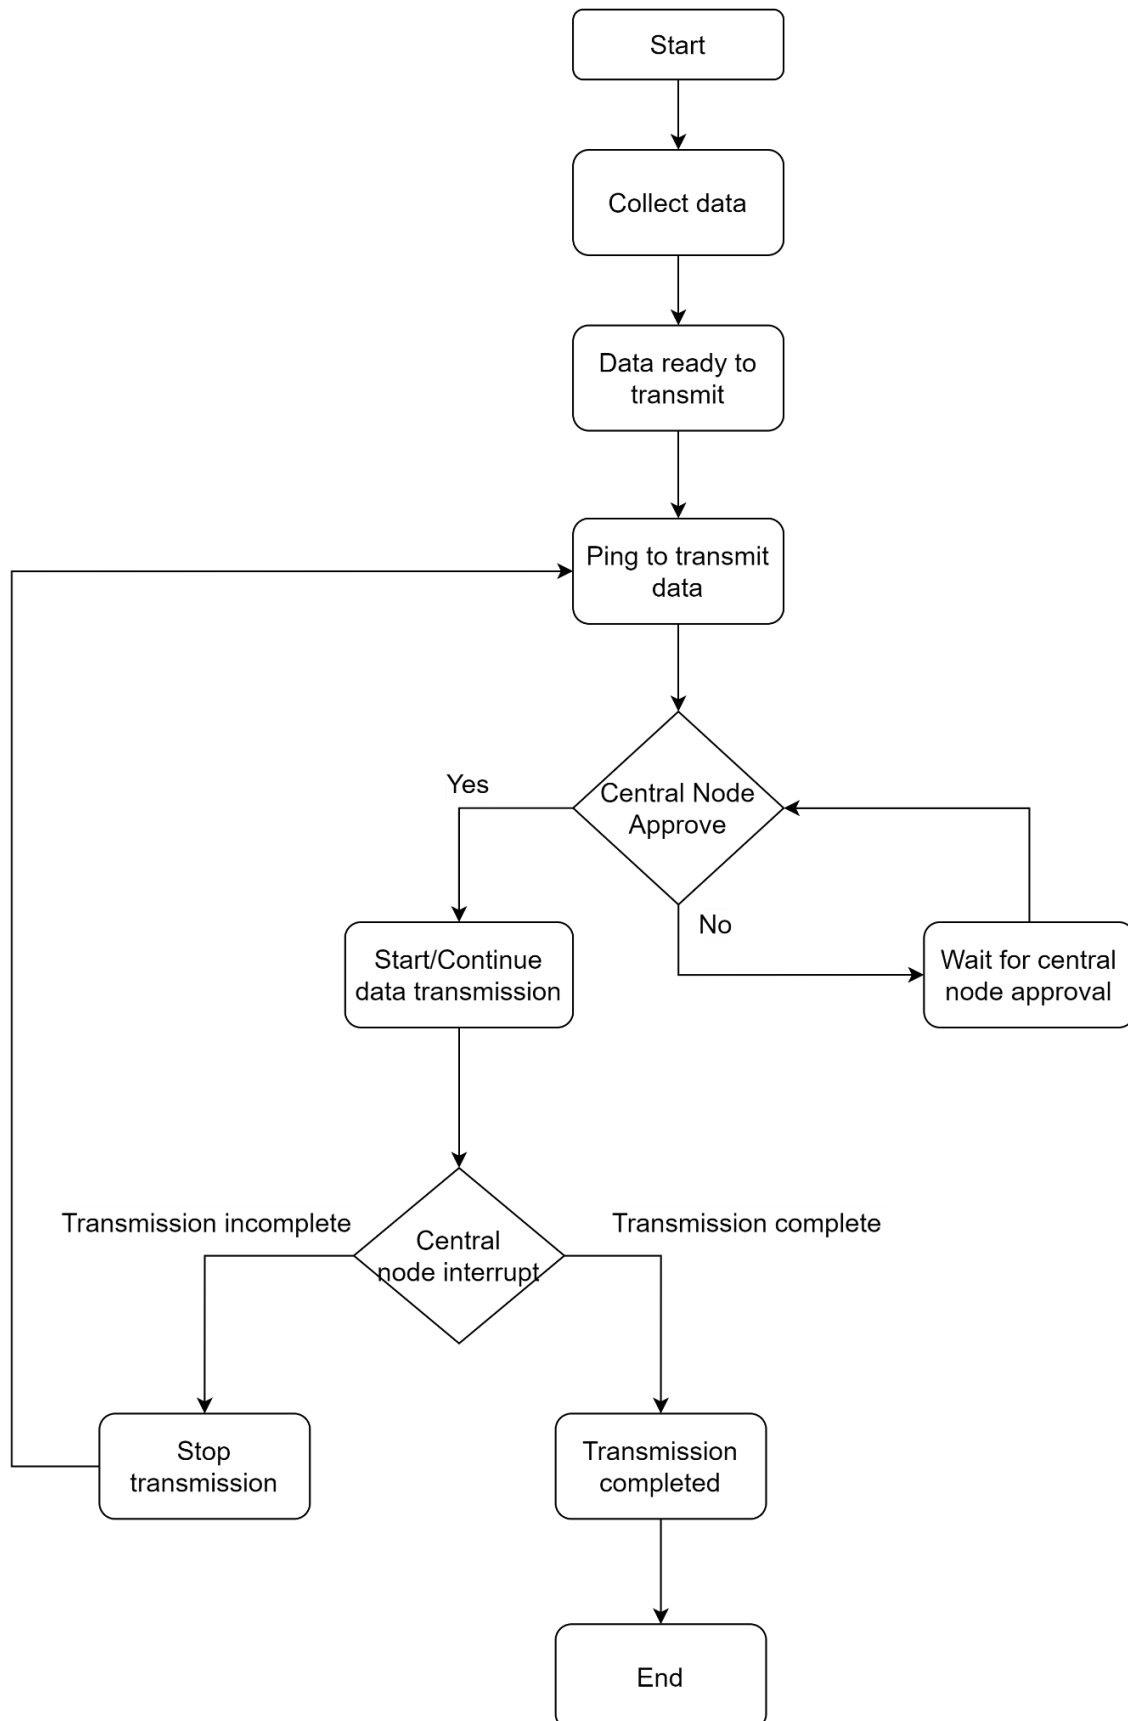 Start
Collect data
Data ready to
transmit
Ping to transmit
data
Yes
Central Node
Approve
No
Start/Continue
data transmission
Wait for central
node approval
Transmission incomplete
Transmission complete
Central
node interrupt
Stop
transmission
Transmission
completed
End